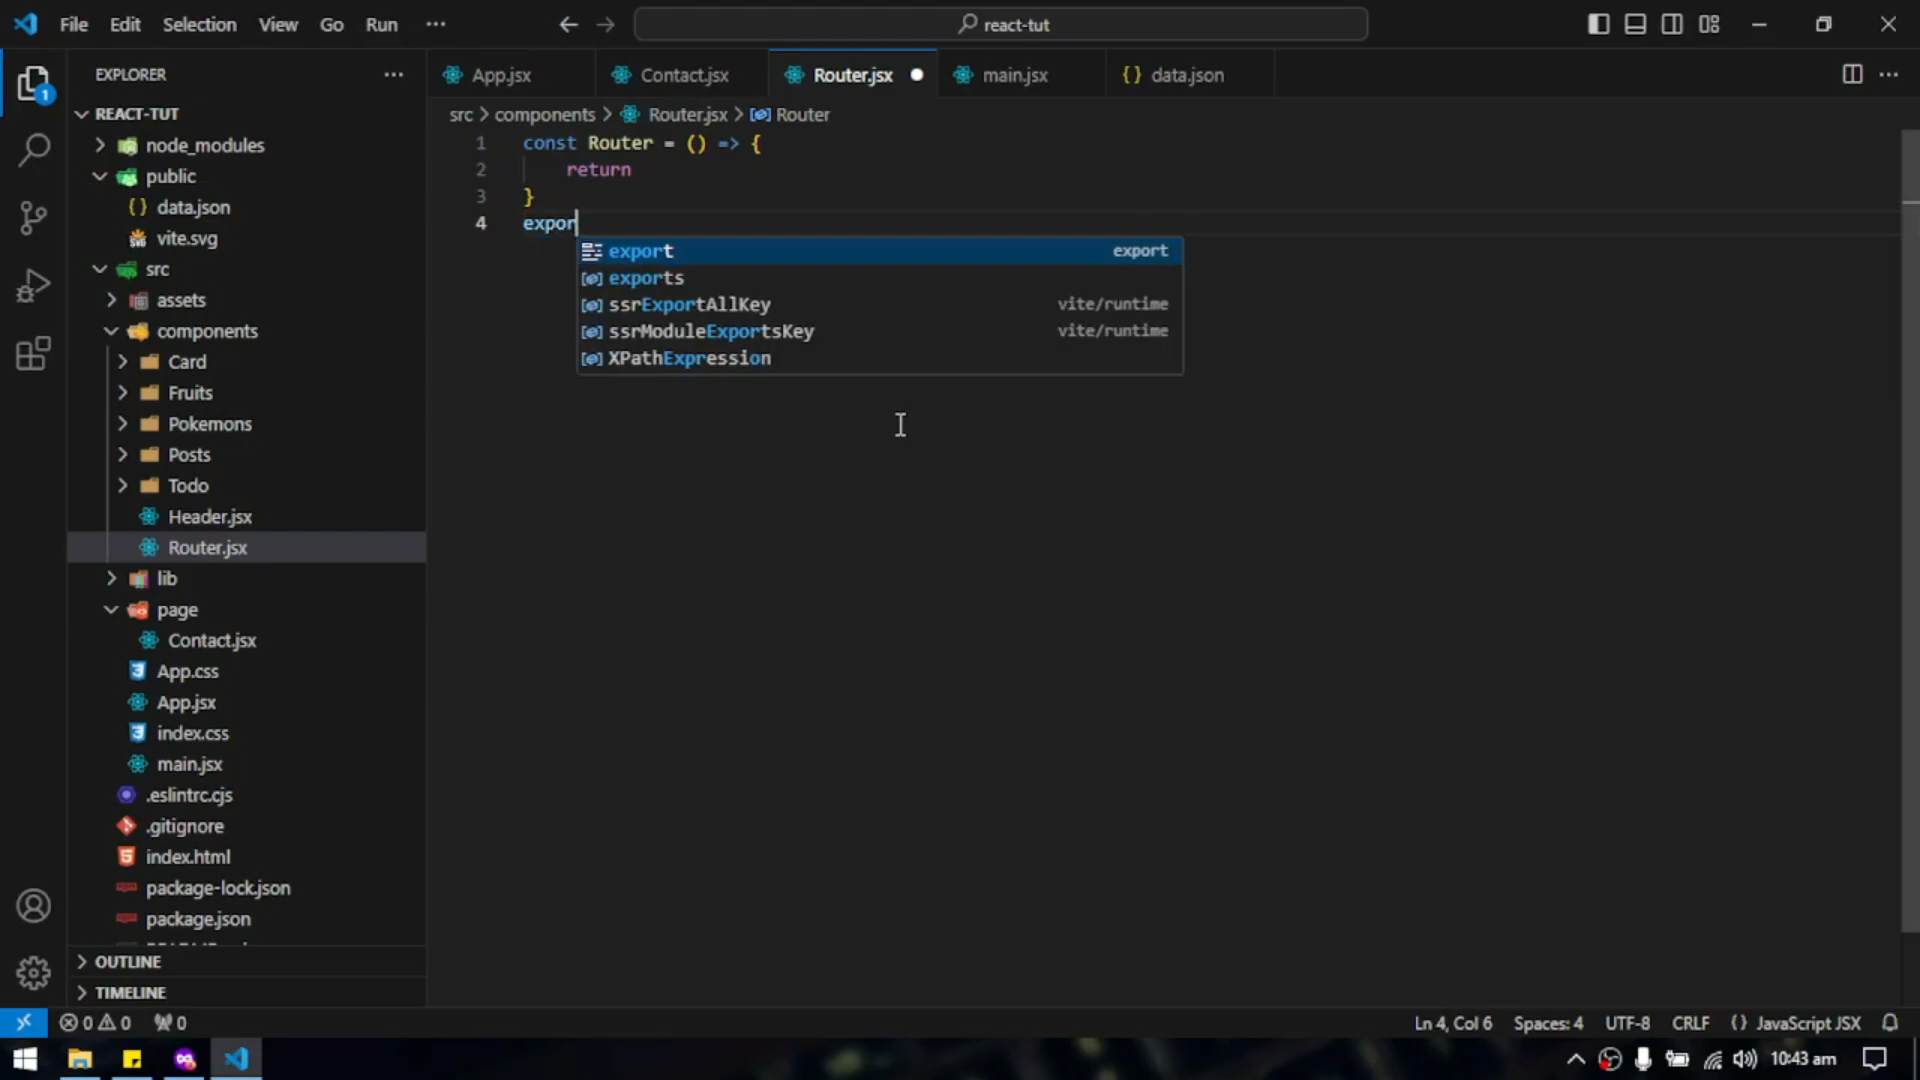 File Edit Selection View Go Run ···
react-tut
EXPLORER
REACT-TUT
node_modules
public
{} data.json
vite.svg
src
assets
components
Card
Fruits
Pokemons
Posts
Todo
Header.jsx
Router.jsx
lib
page
Contact.jsx
App.css
App.jsx
index.css
main.jsx
.eslintrc.cjs
.gitignore
index.html
package-lock.json
package.json
OUTLINE
TIMELINE
1
App.jsx Contact.jsx Router.jsx main.jsx {} data.json
src > components > Router.jsx > Router
1 const Router = () => {
2 return
3 }
4 expor
export export
exports
ssrExportAllKey vite/runtime
ssrModuleExportsKey vite/runtime
XPathExpression
0 0 0 Ln 4, Col 6 Spaces: 4 UTF-8 CRLF {} JavaScript JSX
10:43 am